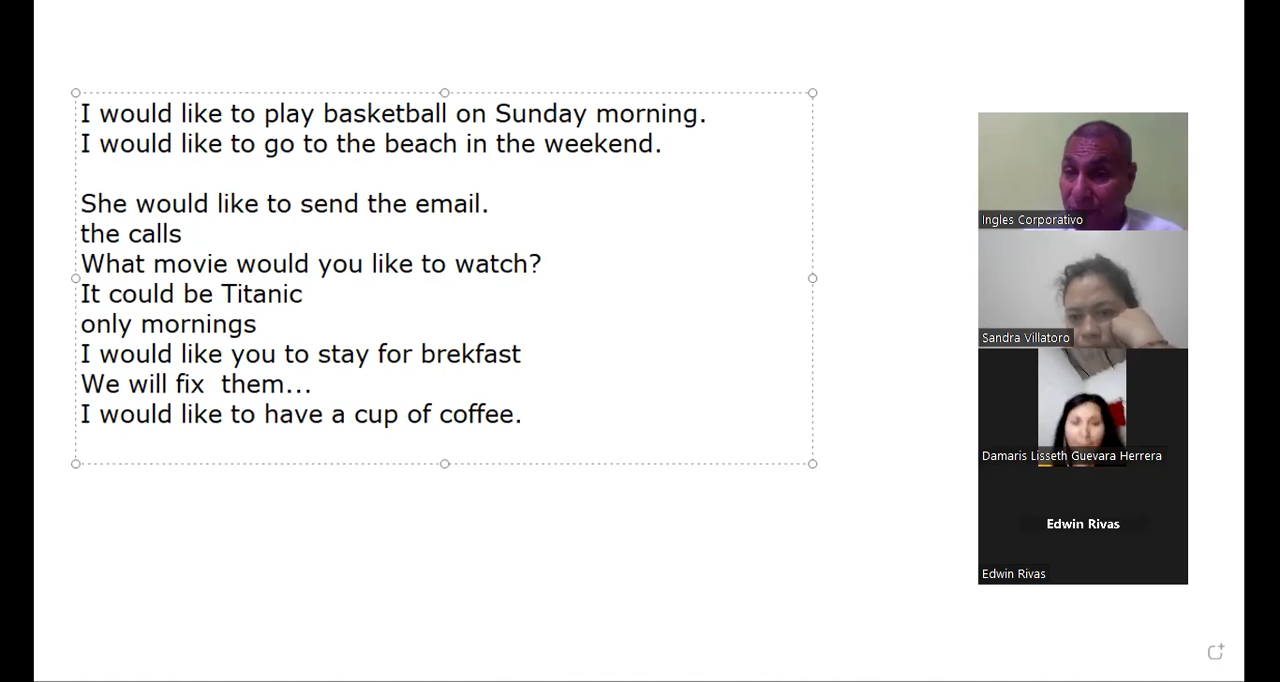 I would like to play basketball on Sunday morning.
I would like to go to the beach in the weekend.
She would like to send the email.
the calls
What movie would you like to watch?
It could be Titanic
only mornings
I would like you to stay for brekfast
We will fix  them...
I would like to have a cup of coffee.
Ingles Corporativo
Sandra Villatoro
Damaris Lisseth Guevara Herrera
Edwin Rivas
Edwin Rivas